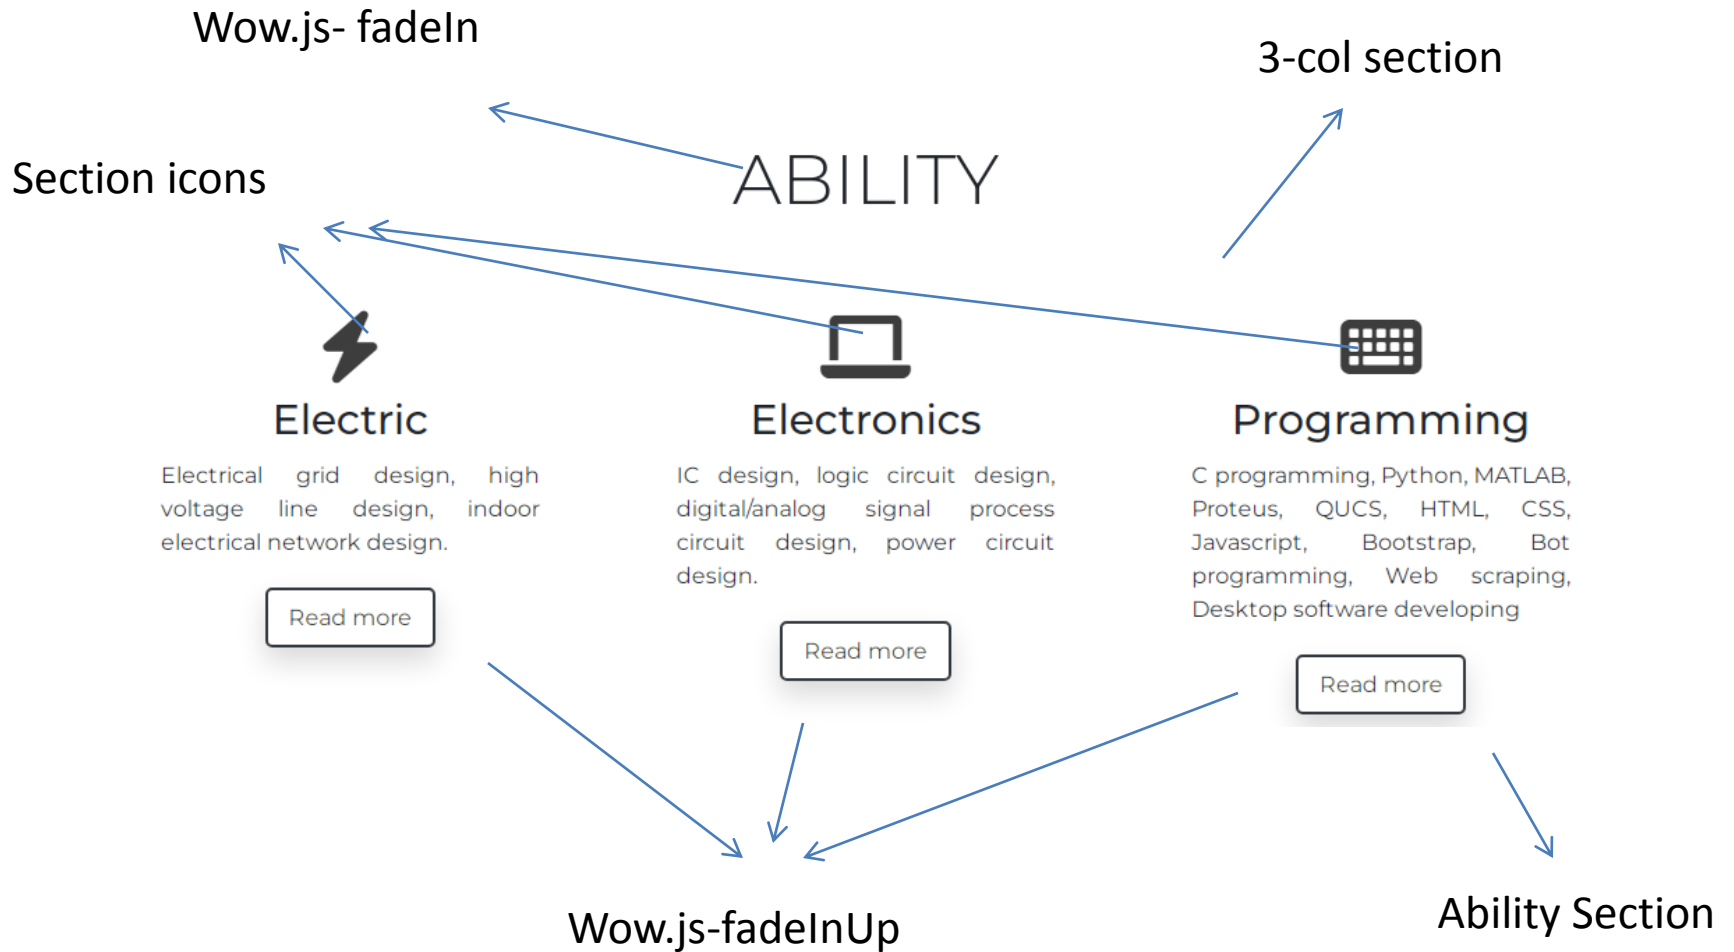 Wow.js- fadeIn
3-col section
Section icons
ABILITY
Electric
Electrical grid design, high
voltage line design, indoor
electrical network design.
Read more
Electronics
IC design, logic circuit design,
digital/analog signal process
circuit design, power circuit
design.
Read more
Programming
C programming, Python, MATLAB,
Proteus, QUCS, HTML, CSS,
Javascript, Bootstrap, Bot
programming, Web scraping,
Desktop software developing
Read more
Wow.js-fadeInUp
Ability Section